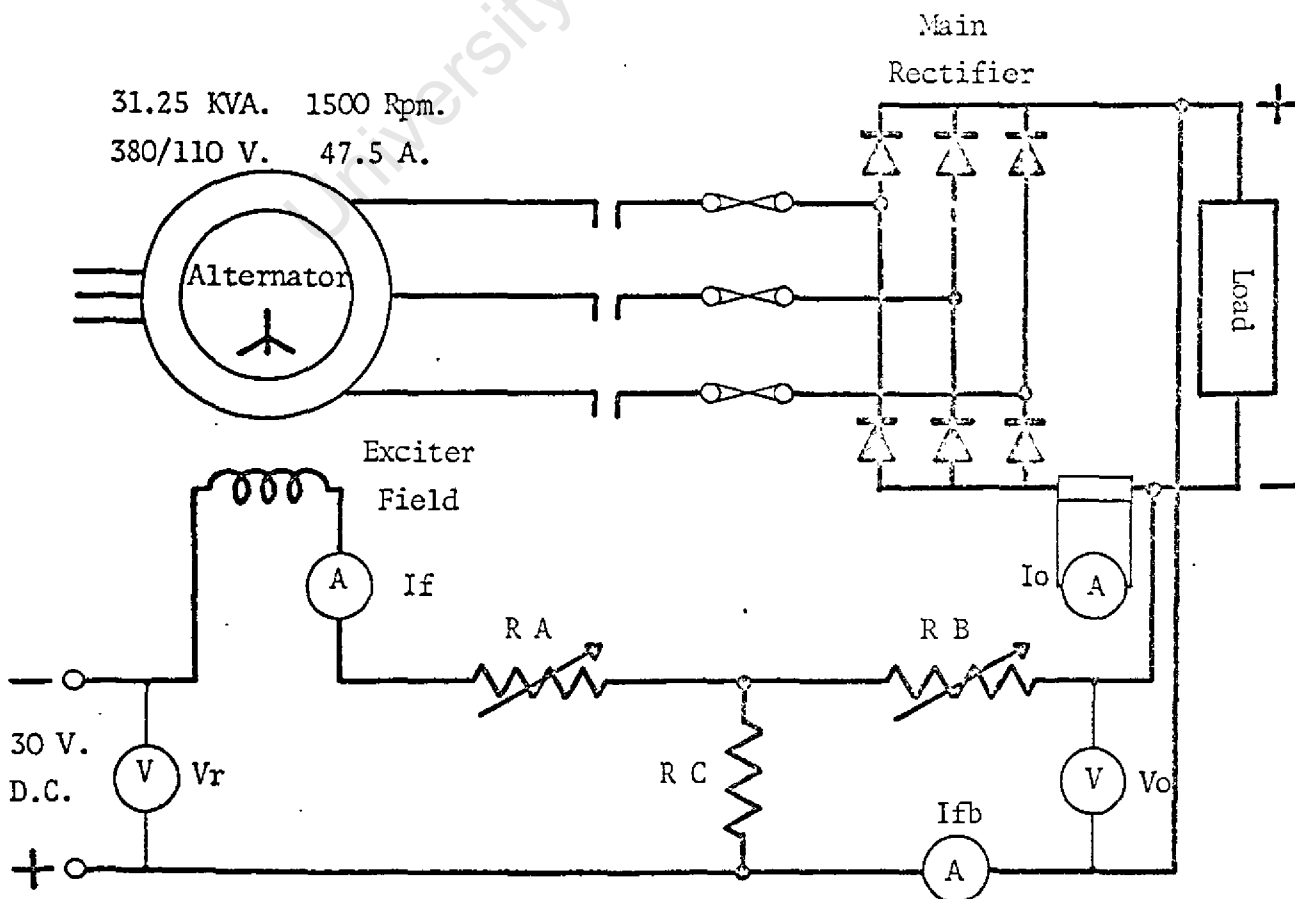 University
Main
Rectifier
31.25 KVA. 1500 Rpm.
380/110 V. 47.5 A.
+
Alternator
Load
Exciter
Field
−
A
If
Io
A
R A
R B
−
30 V.
D.C.
V
Vr
R C
V
Vo
Ifb
+
A